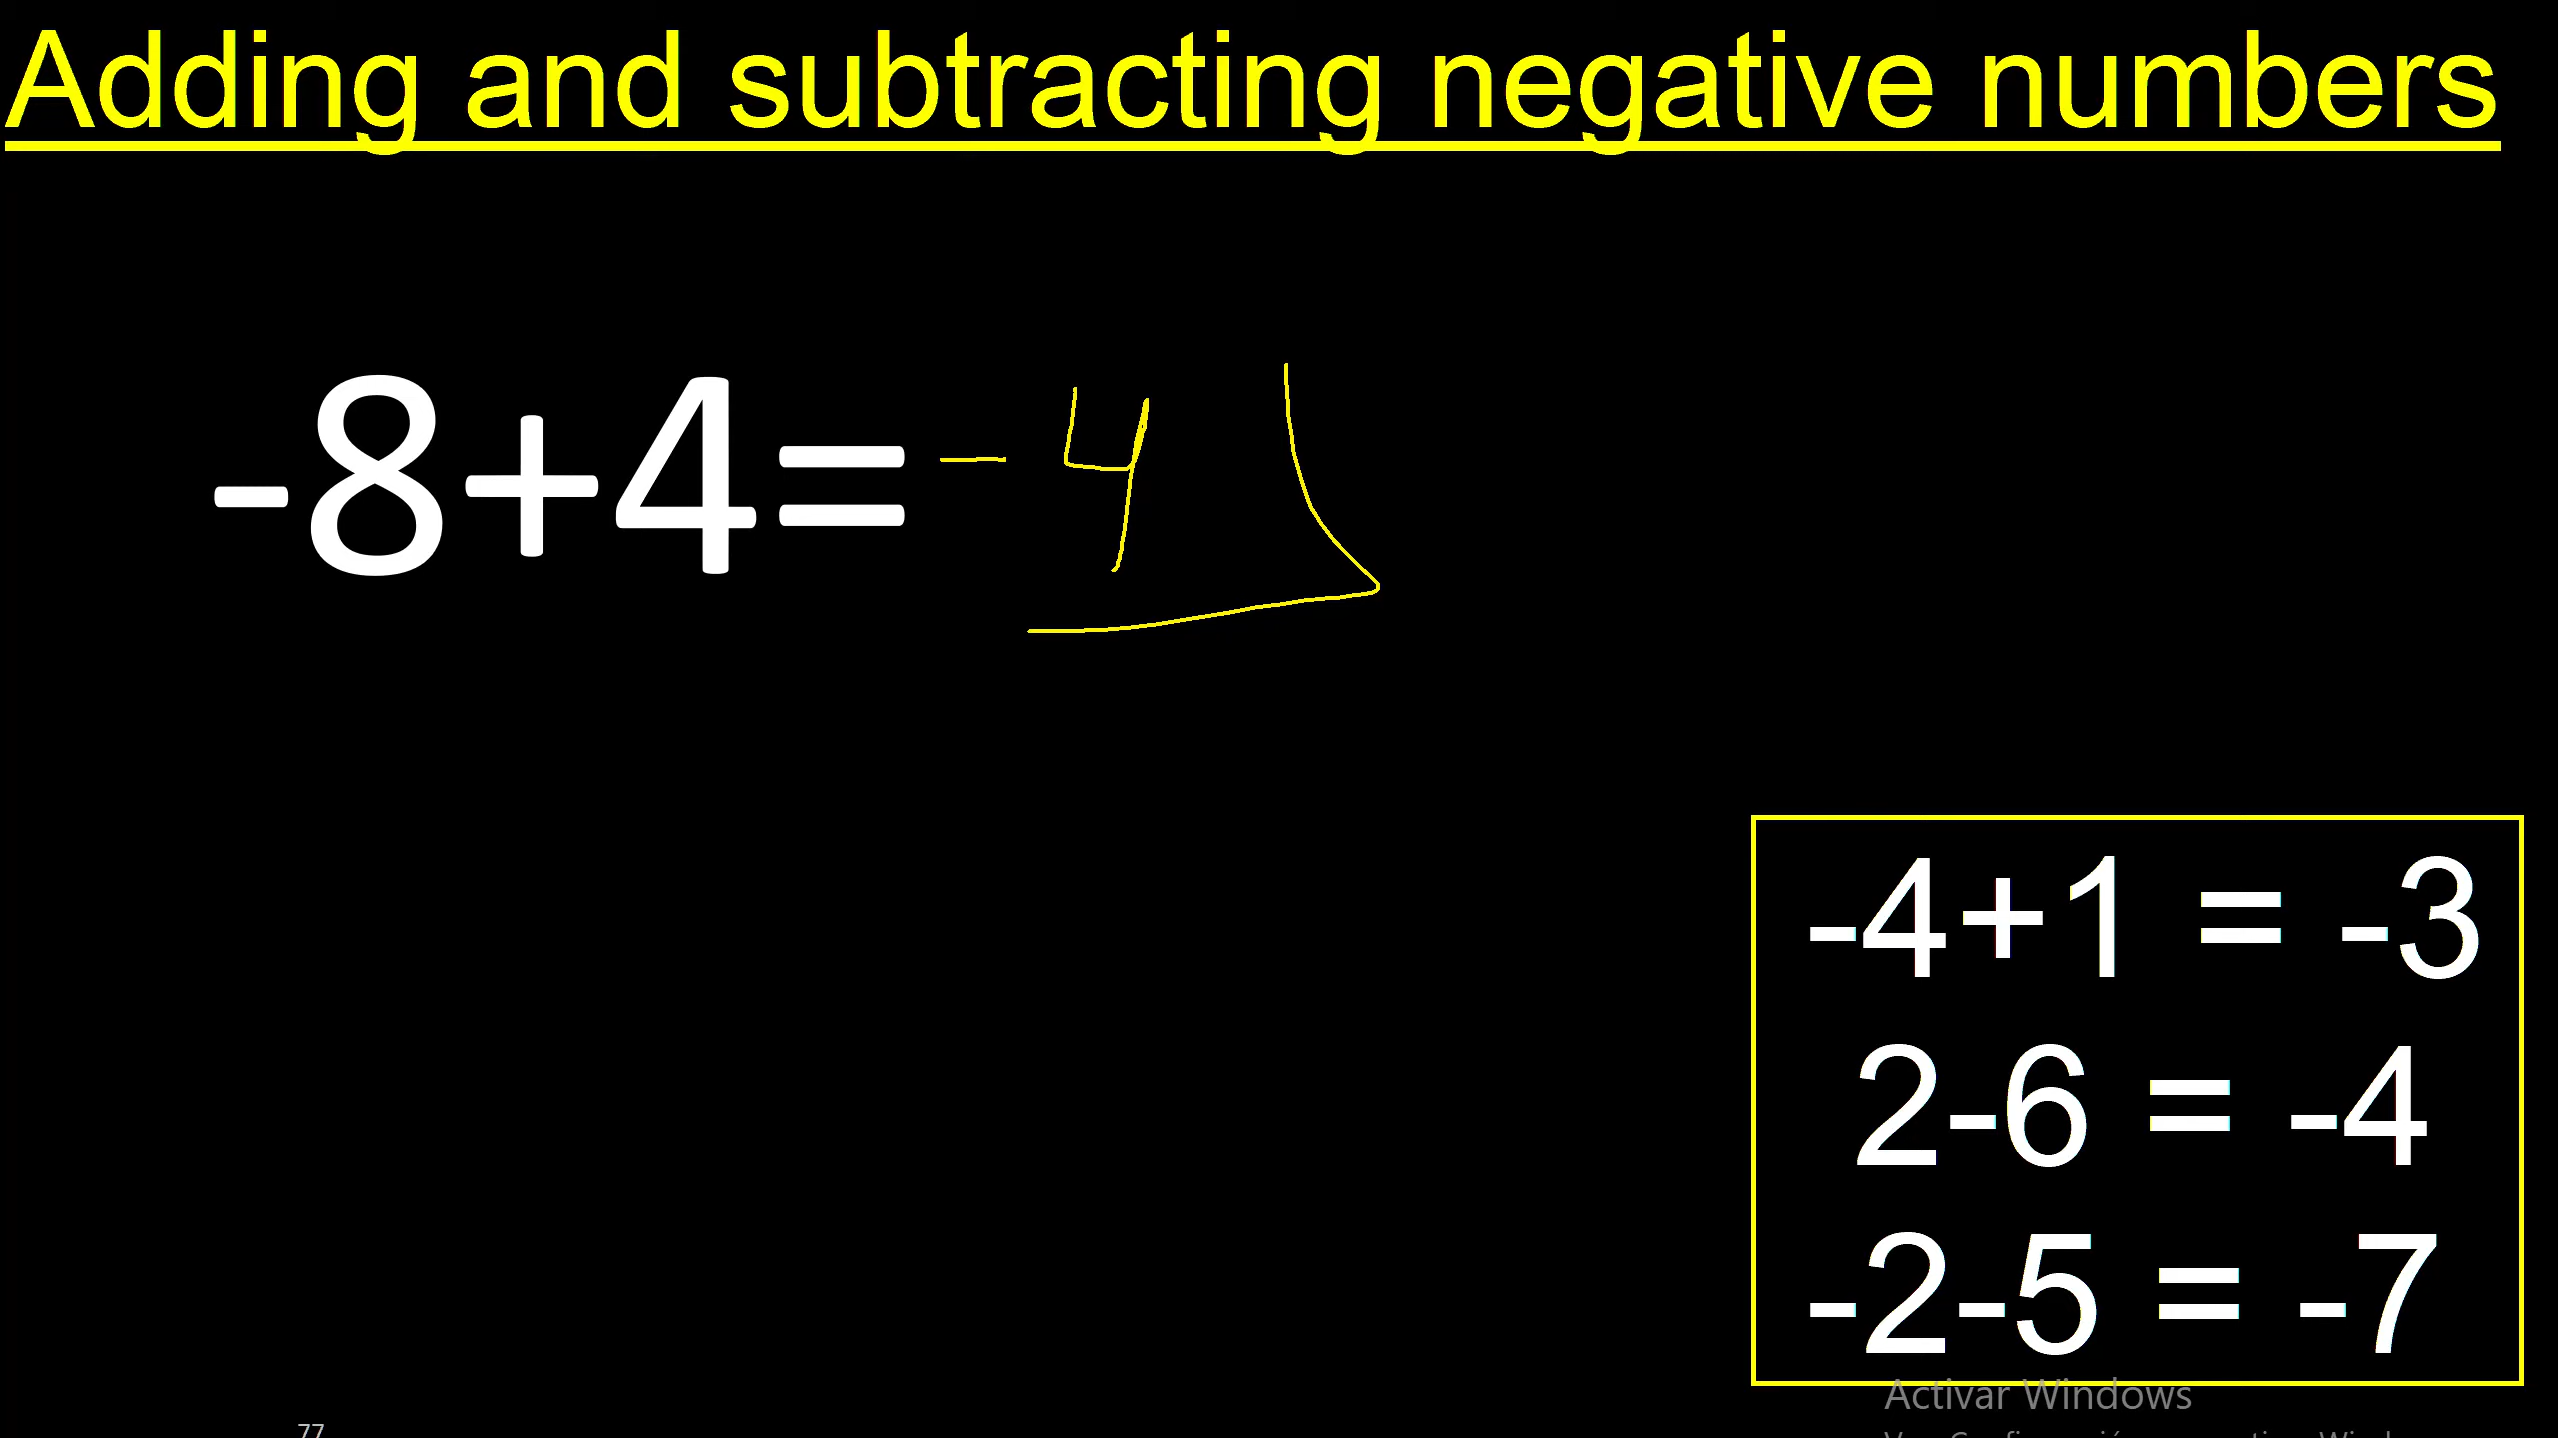 Adding and subtracting negative numbers
-8+4=-4
-4+1 = -3
2-6 = -4
-2-5 = -7
Activar Windows
77